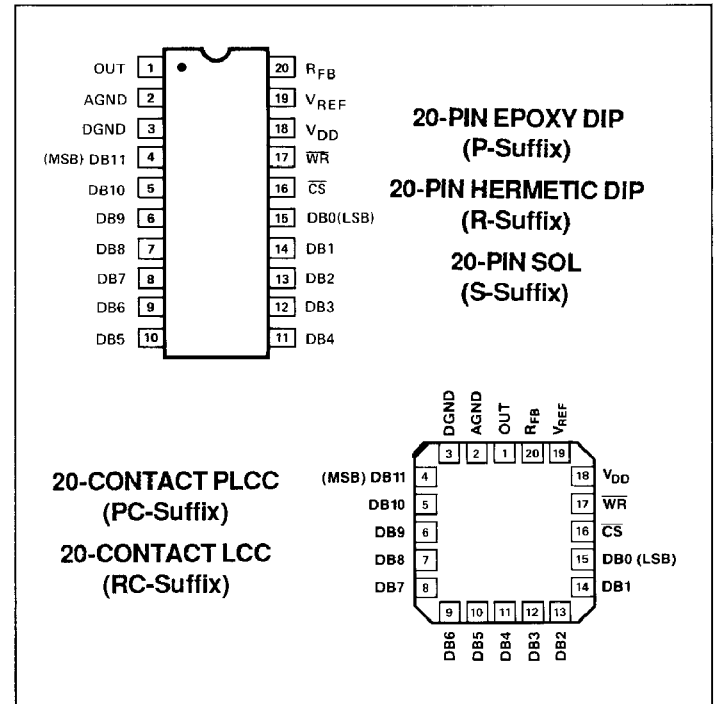 OUT 1 20 RFB
AGND 2 19 VREF
DGND 3 18 VDD
(MSB) DB11 4 17 WR
DB10 5 16 CS
DB9 6 15 DB0(LSB)
DB8 7 14 DB1
DB7 8 13 DB2
DB6 9 12 DB3
DB5 10 11 DB4
20-PIN EPOXY DIP
(P-Suffix)
20-PIN HERMETIC DIP
(R-Suffix)
20-PIN SOL
(S-Suffix)
20-CONTACT PLCC
(PC-Suffix)
20-CONTACT LCC
(RC-Suffix)
DGND AGND OUT RFB VREF
3 2 1 20 19
(MSB) DB11 4 18 VDD
DB10 5 17 WR
DB9 6 16 CS
DB8 7 15 DB0 (LSB)
DB7 8 14 DB1
9 10 11 12 13
DB6 DB5 DB4 DB3 DB2